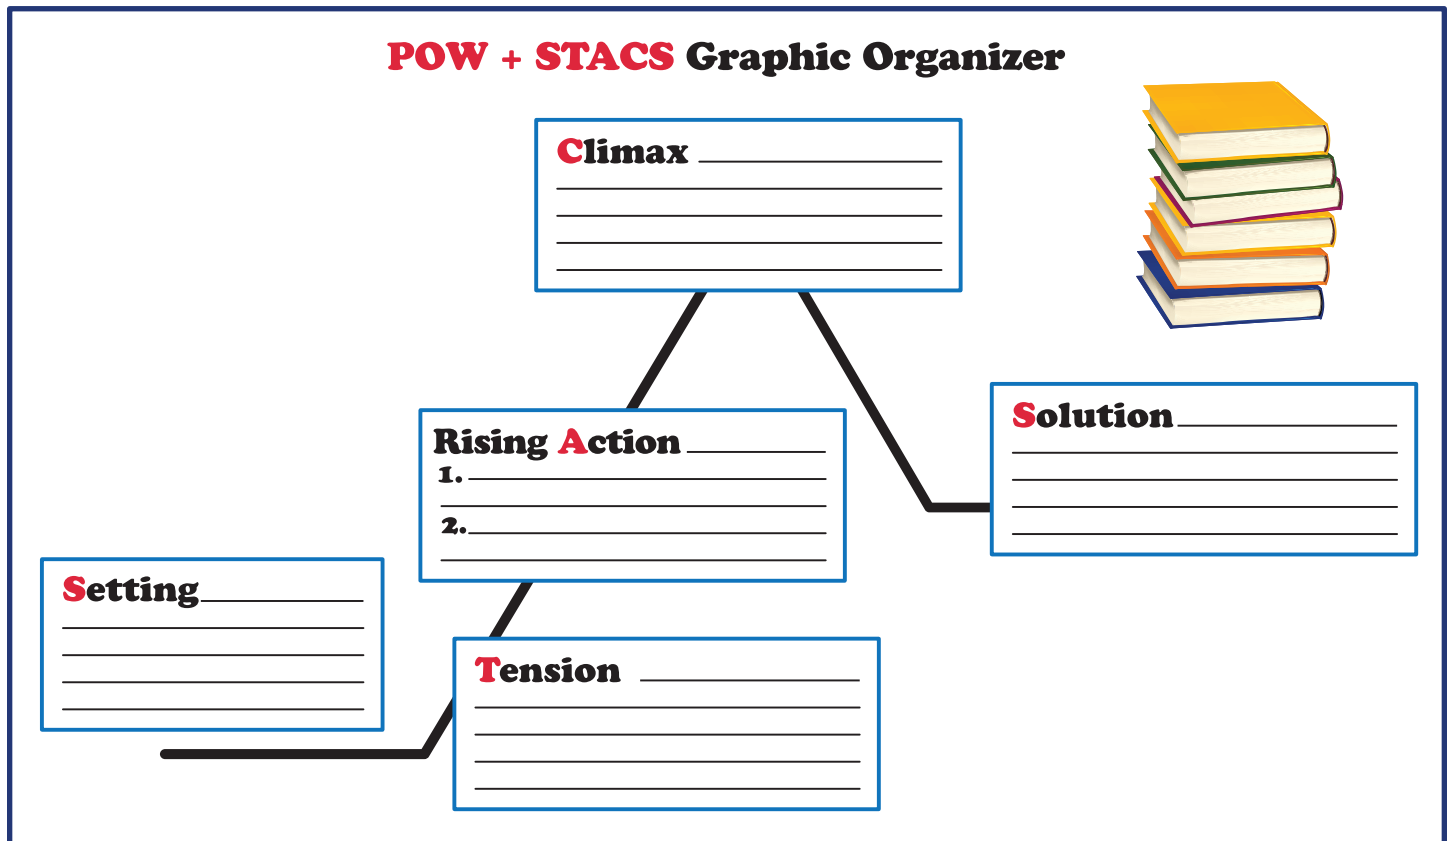 POW + STACS Graphic Organizer
Climax
Solution
Rising Action
1.
2.
Setting
Tension